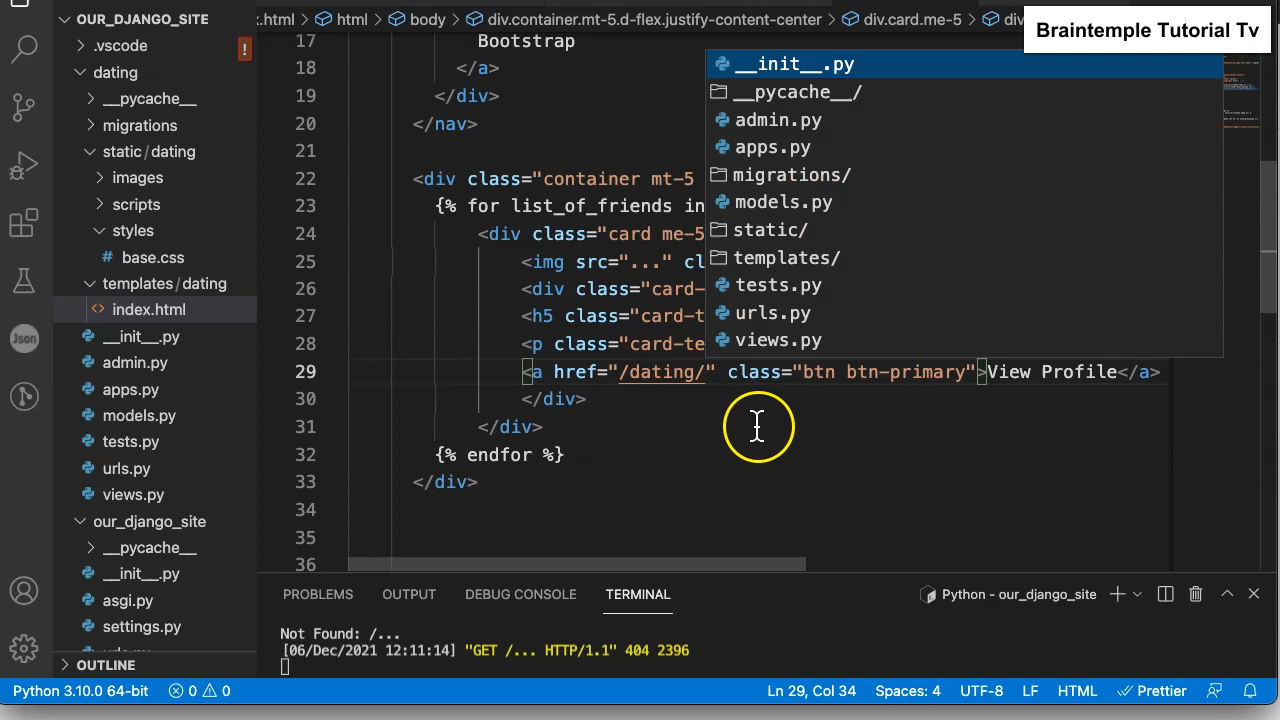 OUR_DJANGO_SITE
.vscode
!
dating
__pycache__
migrations
static/dating
images
scripts
styles
# base.css
templates/dating
<> index.html
__init__.py
admin.py
apps.py
models.py
tests.py
urls.py
views.py
our_django_site
__pycache__
__init__.py
asgi.py
settings.py
OUTLINE
Json
.html > html > body > div.container.mt-5.d-flex.justify-content-center > div.card.me-5
Braintemple Tutorial Tv
17 Bootstrap
18 </a>
19 </div>
20 </nav>
21
22 <div class="container mt-5
23 {% for list_of_friends in
24 <div class="card me-5
25 <img src="..." cl
26 <div class="card-
27 <h5 class="card-t
28 <p class="card-te
29 <a href="/dating/" class="btn btn-primary">View Profile</a>
30 </div>
31 </div>
32 {% endfor %}
33 </div>
34
35
36
__init__.py
__pycache__/
admin.py
apps.py
migrations/
models.py
static/
templates/
tests.py
urls.py
views.py
PROBLEMS OUTPUT DEBUG CONSOLE TERMINAL Python - our_django_site
Not Found: /...
[06/Dec/2021 12:11:14] "GET /... HTTP/1.1" 404 2396
Python 3.10.0 64-bit 0 0 Ln 29, Col 34 Spaces: 4 UTF-8 LF HTML Prettier